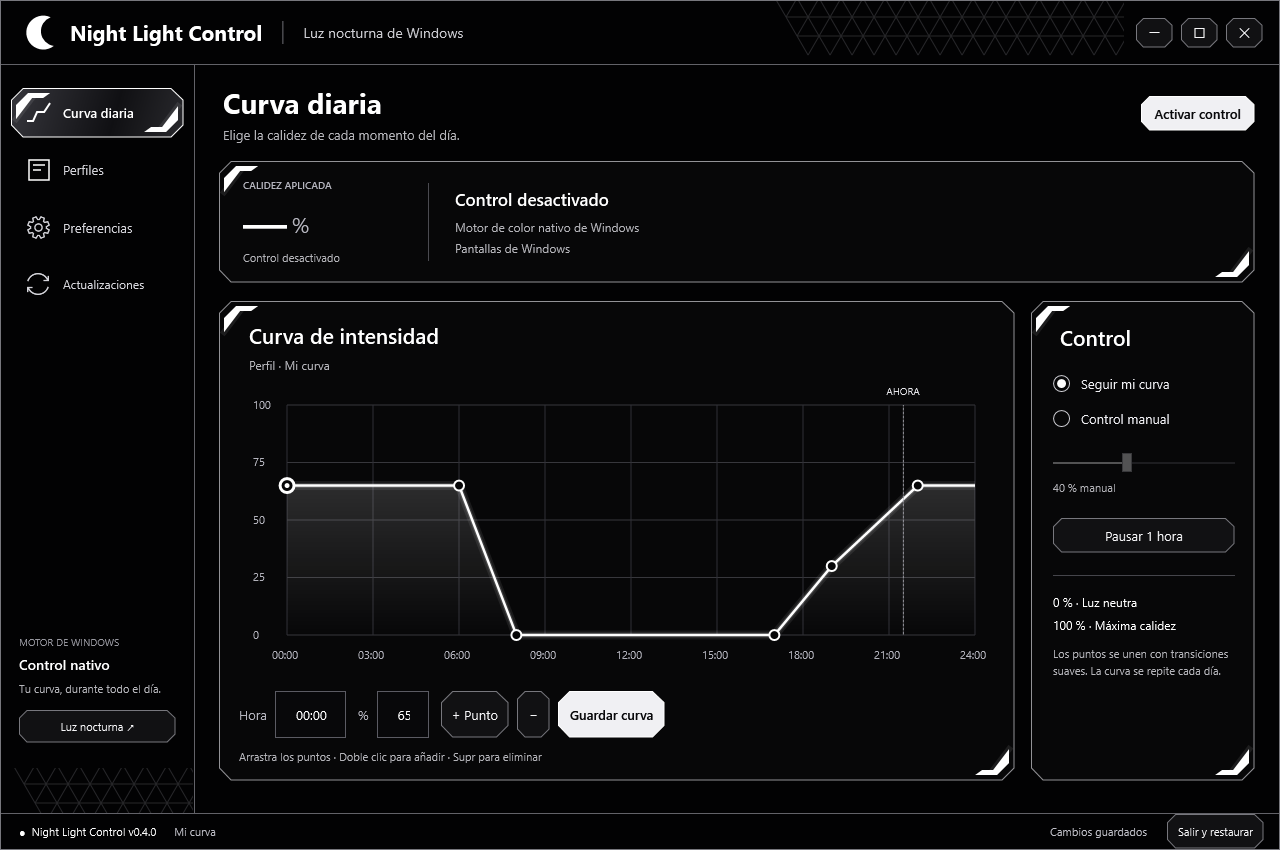 Night Light Control
Luz nocturna de Windows
Curva diaria
Perfiles
Preferencias
Actualizaciones
MOTOR DE WINDOWS
Control nativo
Tu curva, durante todo el día.
Luz nocturna ↗
Curva diaria
Elige la calidez de cada momento del día.
Activar control
CALIDEZ APLICADA
— %
Control desactivado
Control desactivado
Motor de color nativo de Windows
Pantallas de Windows
Curva de intensidad
Perfil · Mi curva
AHORA
100
75
50
25
0
00:00 03:00 06:00 09:00 12:00 15:00 18:00 21:00 24:00
Hora 00:00 % 65 + Punto − Guardar curva
Arrastra los puntos · Doble clic para añadir · Supr para eliminar
Control
Seguir mi curva
Control manual
40 % manual
Pausar 1 hora
0 % · Luz neutra
100 % · Máxima calidez
Los puntos se unen con transiciones
suaves. La curva se repite cada día.
● Night Light Control v0.4.0 Mi curva
Cambios guardados
Salir y restaurar